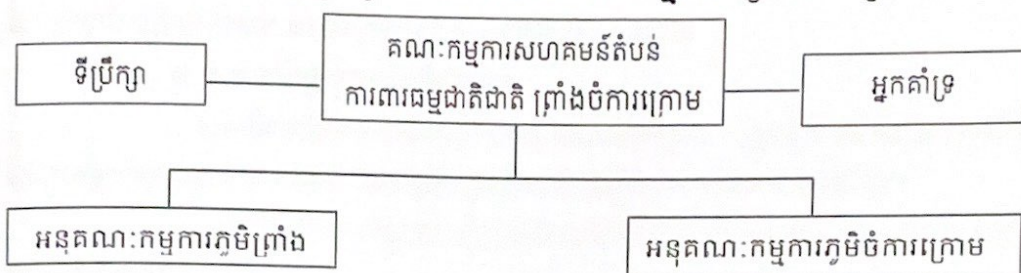 គណៈកម្មការសហគមន៍តំបន់
ការពារធម្មជាតិជាតិ ព្រាំងចំការក្រោម
ទីប្រឹក្សា
អ្នកគាំទ្រ
អនុគណៈកម្មការភូមិព្រាំង
អនុគណៈកម្មការភូមិចំការក្រោម